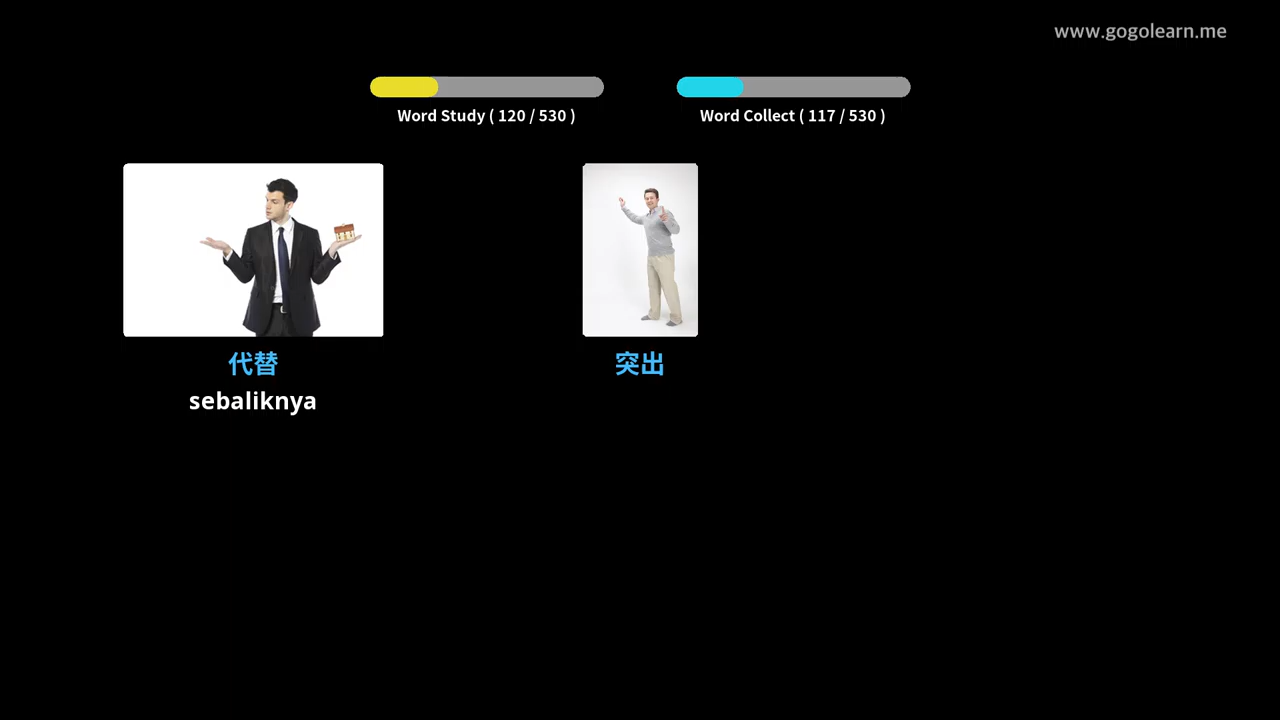 www.gogolearn.me
Word Study ( 120 / 530 )
Word Collect ( 117 / 530 )
代替
突出
sebaliknya